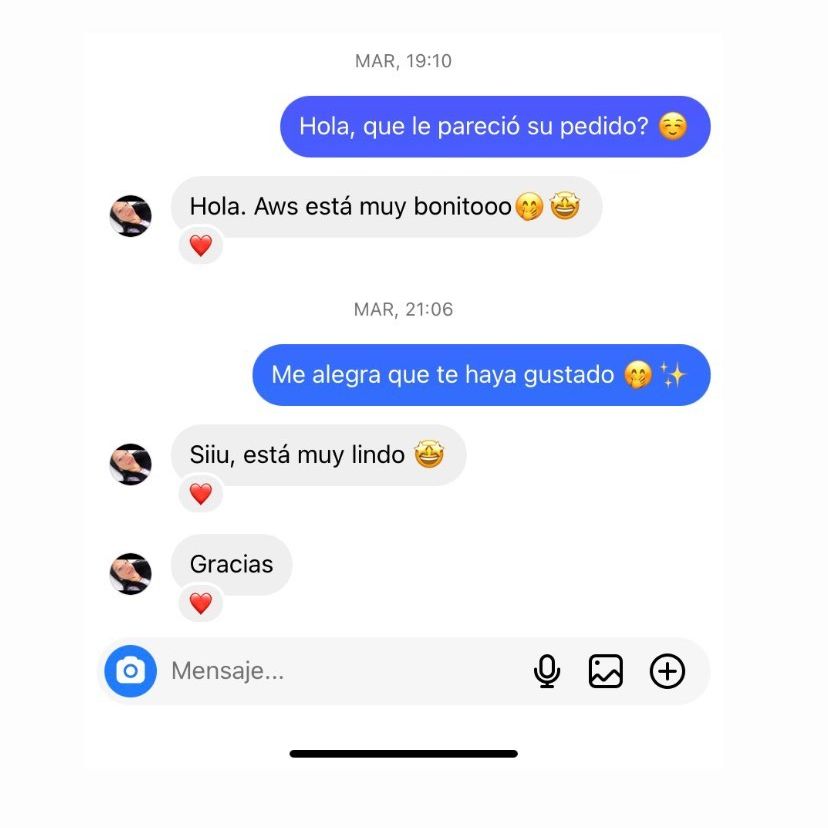 MAR, 19:10
Hola, que le pareció su pedido? ☺️
Hola. Aws está muy bonitooo🤭🤩
❤️
MAR, 21:06
Me alegra que te haya gustado 🤭✨
Siiu, está muy lindo 🤩
❤️
Gracias
❤️
Mensaje...